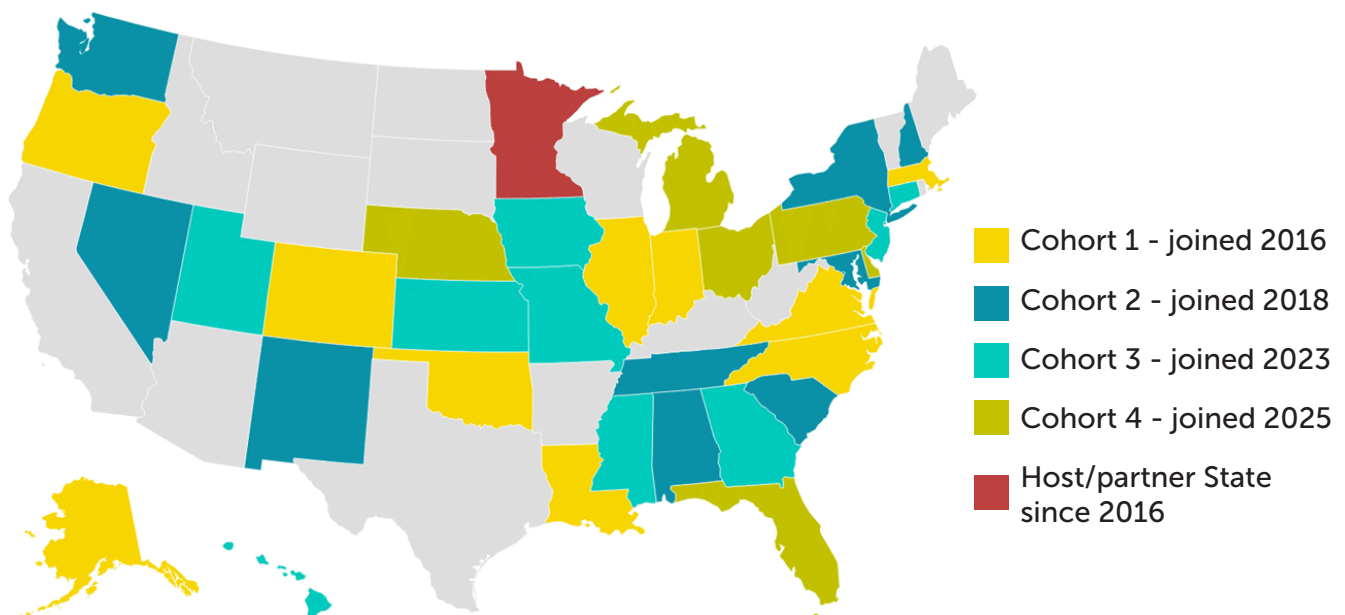 Cohort 1 - joined 2016
Cohort 2 - joined 2018
Cohort 3 - joined 2023
Cohort 4 - joined 2025
Host/partner State
since 2016